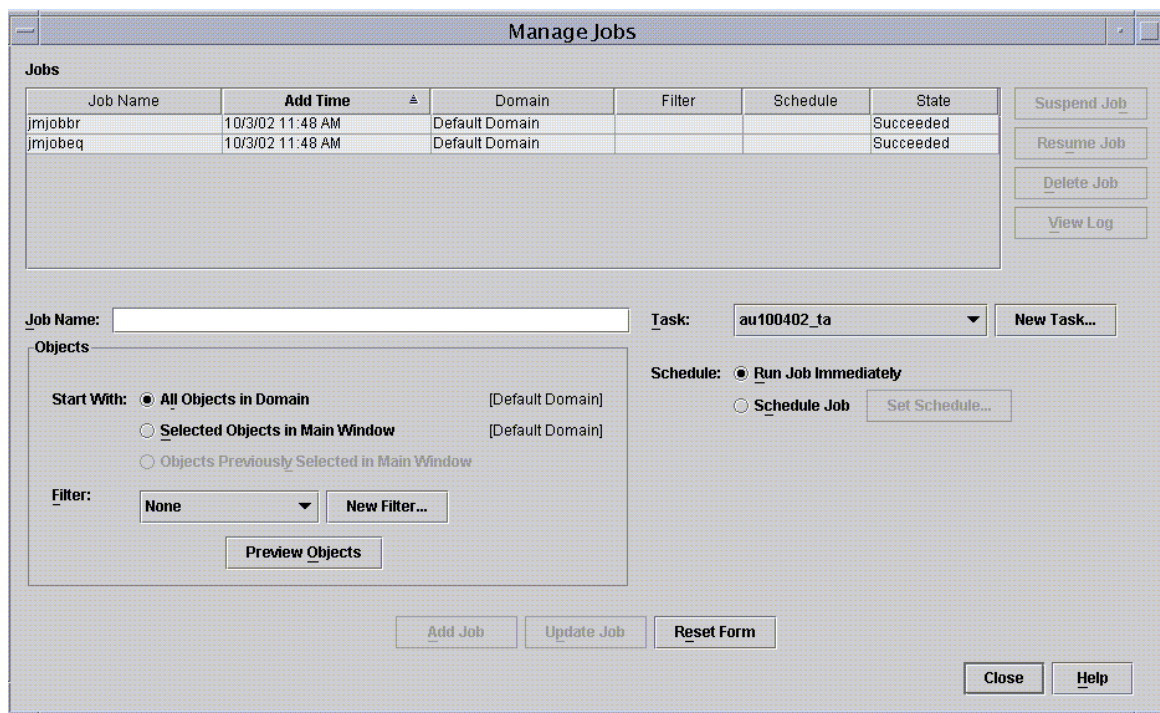 Manage Jobs
Jobs
Job Name Add Time Domain Filter Schedule State
jmjobbr 10/3/02 11:48 AM Default Domain Succeeded
jmjobeq 10/3/02 11:48 AM Default Domain Succeeded
Suspend Job
Resume Job
Delete Job
View Log
Job Name:
Task: au100402_ta New Task...
Objects
Start With: All Objects in Domain [Default Domain]
Selected Objects in Main Window [Default Domain]
Objects Previously Selected in Main Window
Filter: None New Filter...
Preview Objects
Schedule: Run Job Immediately
Schedule Job Set Schedule...
Add Job Update Job Reset Form
Close Help